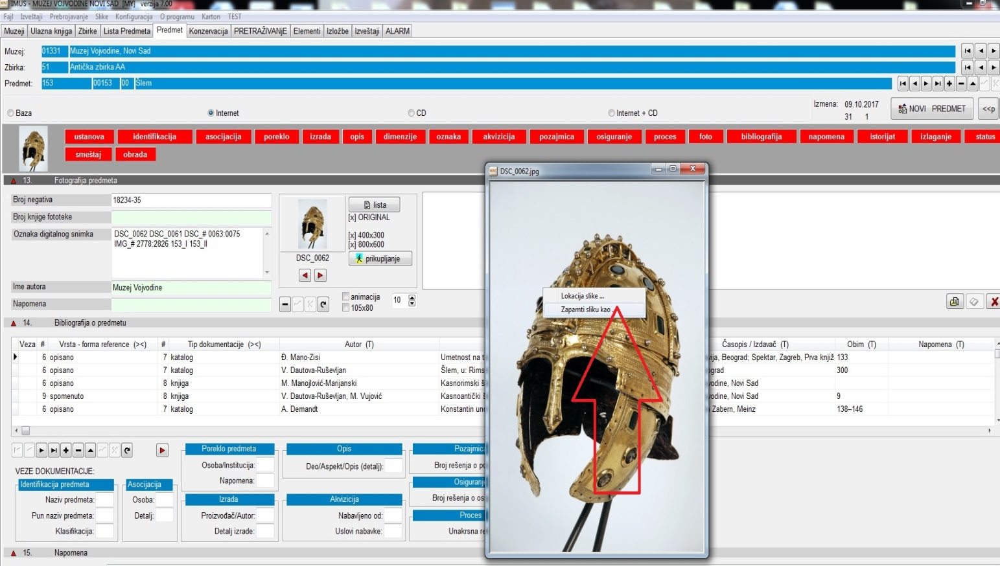 IMUS - MUZEJ VOJVODINE NOVI SAD [MY] verzija 7.00
Fajl Izveštaji Prebrojavanje Slike Konfiguracija O programu Karton TEST
Muzeji Ulazna knjiga Zbirke Lista Predmeta Predmet Konzervacija PRETRAŽIVANjE Elementi Izložbe Izveštaji ALARM
Muzej: 01331 Muzej Vojvodine, Novi Sad
Zbirka: 51 Antička zbirka AA
Predmet: 153 00153 00 Šlem
Baza Internet CD Internet + CD
Izmena: 09.10.2017
31 1
NOVI PREDMET <<p
ustanova identifikacija asocijacija poreklo izrada opis dimenzije oznaka akvizicija pozajmica osiguranje proces foto bibliografija napomena istorijat izlaganje status
smeštaj obrada
13. Fotografija predmeta
Broj negativa 18234-35
Broj knjige fototeke
Oznaka digitalnog snimka DSC_0062 DSC_0061 DSC_# 0063:0075
IMG_# 2778:2826 153_I 153_II
Ime autora Muzej Vojvodine
Napomena
DSC_0062
lista
[x] ORIGINAL
[x] 400x300
[x] 800x600
prikupljanje
animacija 10
105x80
DSC_0062.jpg
Lokacija slike ...
Zapamti sliku kao
14. Bibliografija o predmetu
Veza # Vrsta - forma reference (><) # Tip dokumentacije (><) Autor (T) Časopis / Izdavač (T) Obim (T) Napomena (T)
6 opisano 7 katalog Đ. Mano-Zisi Umetnost na t ija, Beograd; Spektar, Zagreb, Prva knjiž 133
6 opisano 7 katalog V. Dautova-Ruševljan Šlem, u: Rims grad 300
6 opisano 8 knjiga M. Manojlović-Marijanski Kasnorimski š vodine, Novi Sad
9 spomenuto 8 knjiga V. Dautova-Ruševljan, M. Vujović Kasnoantički š vodine, Novi Sad 9
6 opisano 7 katalog A. Demandt Konstantin und Zabern, Meinz 138–146
VEZE DOKUMENTACIJE:
Identifikacija predmeta
Naziv predmeta:
Pun naziv predmeta:
Klasifikacija:
Asocijacija
Osoba:
Detalj:
Poreklo predmeta
Osoba/Institucija:
Napomena:
Izrada
Proizvođač/Autor:
Detalj izrade:
Opis
Deo/Aspekt/Opis (detalj):
Akvizicija
Nabavljeno od:
Uslovi nabavke:
Pozajmica
Broj rešenja o po
Osiguranj
Broj rešenja o os
Proces
Unakrsna re
15. Napomena